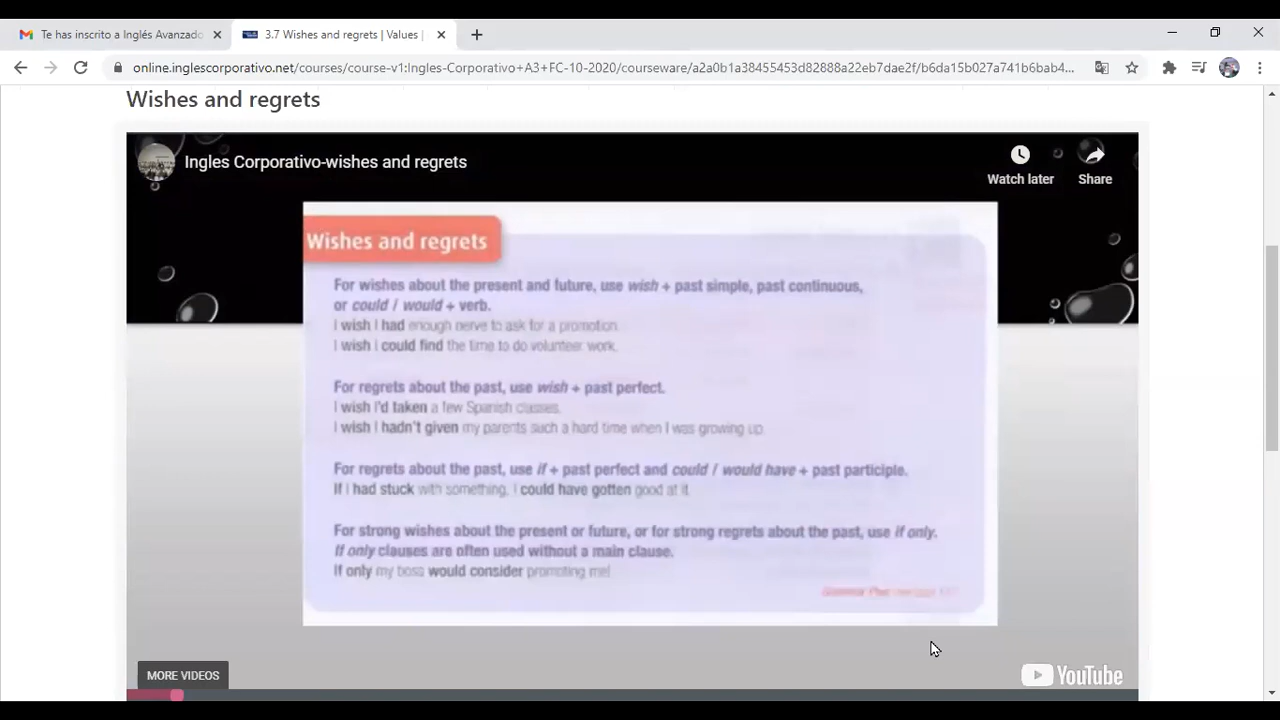 Te has inscrito a Inglés Avanzado
3.7 Wishes and regrets | Values |
online.inglescorporativo.net/courses/course-v1:Ingles-Corporativo+A3+FC-10-2020/courseware/a2a0b1a38455453d82888a22eb7dae2f/b6da15b027a741b6bab4...
Wishes and regrets
Ingles Corporativo-wishes and regrets
Watch later
Share
Wishes and regrets
For wishes about the present and future, use wish + past simple, past continuous,
or could / would + verb.
I wish I had enough nerve to ask for a promotion.
I wish I could find the time to do volunteer work.
For regrets about the past, use wish + past perfect.
I wish I'd taken a few Spanish classes.
I wish I hadn't given my parents such a hard time when I was growing up.
For regrets about the past, use if + past perfect and could / would have + past participle.
If I had stuck with something, I could have gotten good at it.
For strong wishes about the present or future, or for strong regrets about the past, use if only.
If only clauses are often used without a main clause.
If only my boss would consider promoting me!
Grammar Plus
MORE VIDEOS
YouTube